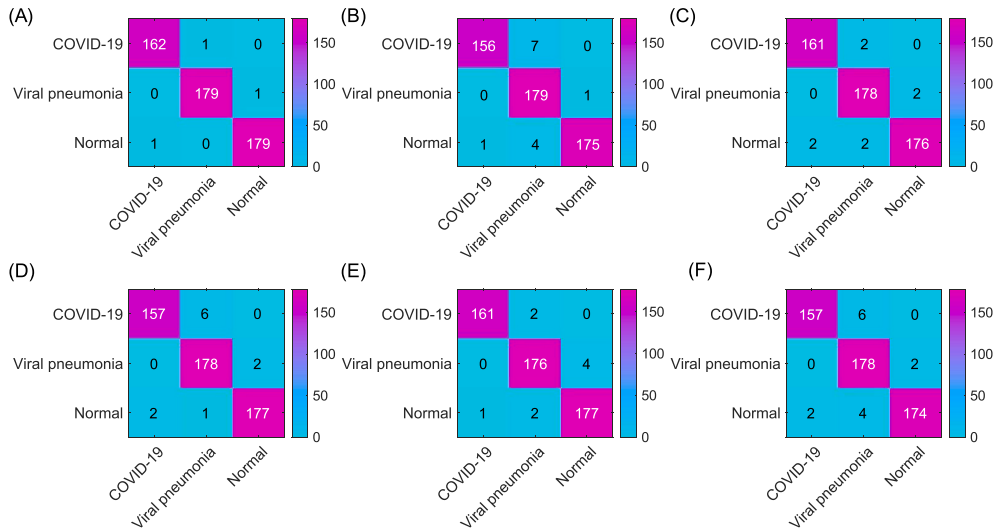 (A)
COVID-19 162 1 0
Viral pneumonia 0 179 1
Normal 1 0 179
150
100
50
0
COVID-19 Viral pneumonia Normal
(B)
COVID-19 156 7 0
Viral pneumonia 0 179 1
Normal 1 4 175
150
100
50
0
COVID-19 Viral pneumonia Normal
(C)
COVID-19 161 2 0
Viral pneumonia 0 178 2
Normal 2 2 176
150
100
50
0
COVID-19 Viral pneumonia Normal
(D)
COVID-19 157 6 0
Viral pneumonia 0 178 2
Normal 2 1 177
150
100
50
0
COVID-19 Viral pneumonia Normal
(E)
COVID-19 161 2 0
Viral pneumonia 0 176 4
Normal 1 2 177
150
100
50
0
COVID-19 Viral pneumonia Normal
(F)
COVID-19 157 6 0
Viral pneumonia 0 178 2
Normal 2 4 174
150
100
50
0
COVID-19 Viral pneumonia Normal